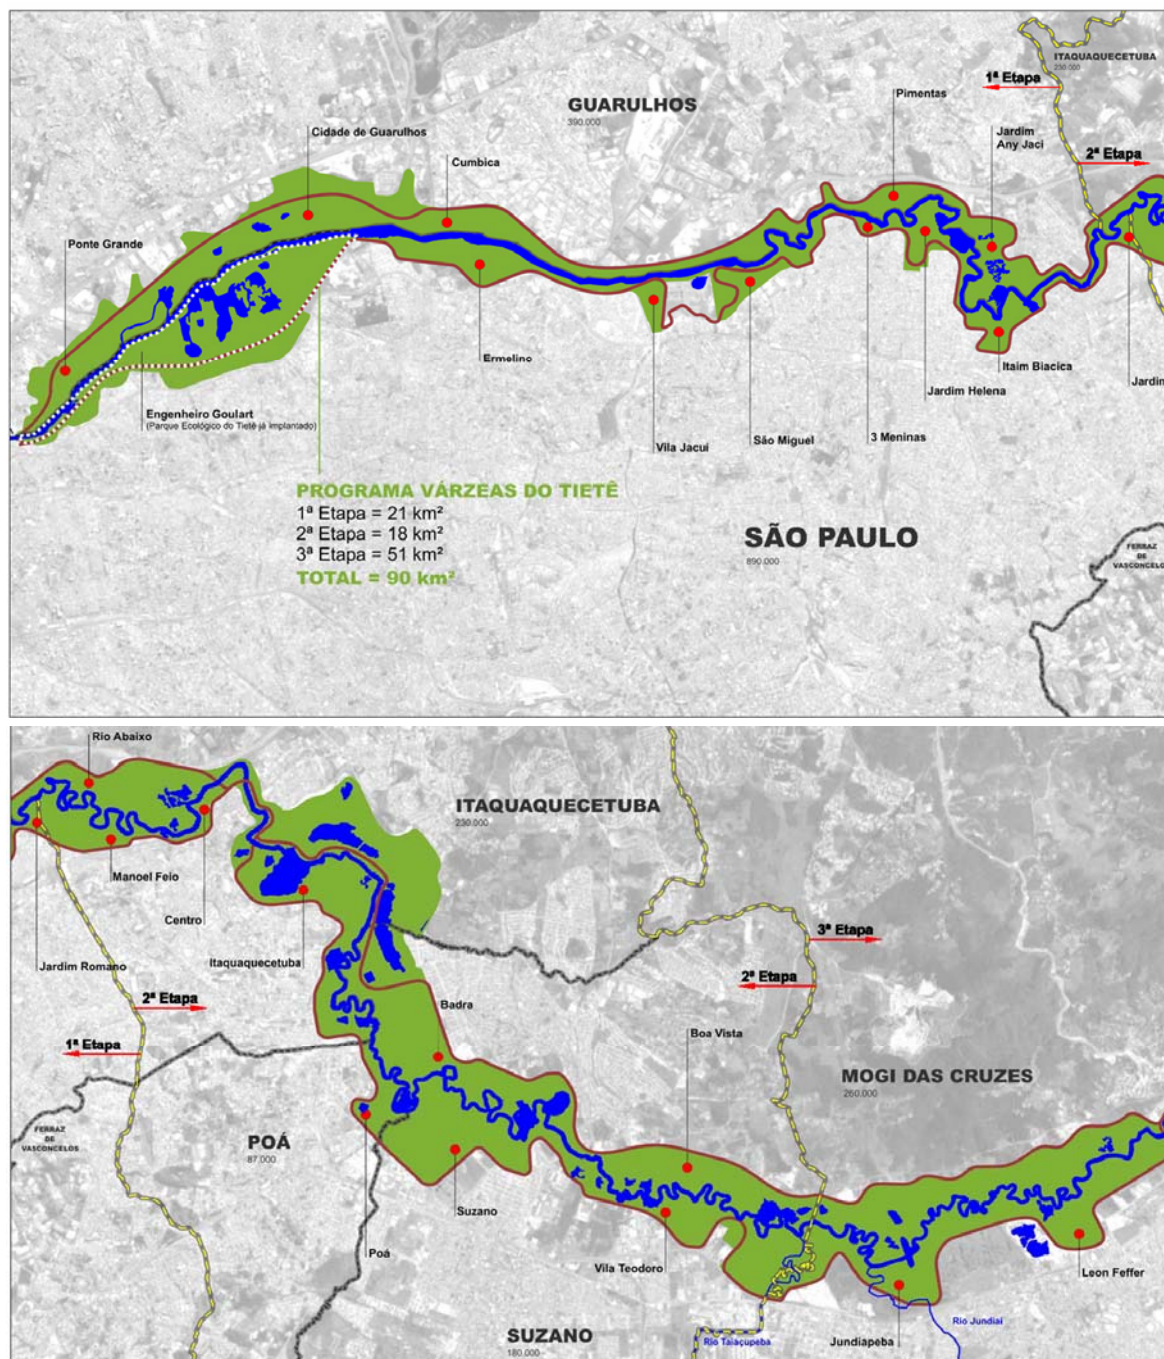 ITAQUAQUECETUBA
230.000
1ª Etapa
Pimentas
GUARULHOS
390.000
Cidade de Guarulhos
Jardim
Any Jaci
2ª Etapa
Cumbica
Ponte Grande
Ermelino
Itaim Biacica
Jardim Helena
Jardim
Engenheiro Goulart
(Parque Ecológico do Tietê já Implantado)
3 Meninas
São Miguel
Vila Jacuí
PROGRAMA VÁRZEAS DO TIETÊ
1ª Etapa = 21 km²
2ª Etapa = 18 km²
3ª Etapa = 51 km²
TOTAL = 90 km²
SÃO PAULO
890.000
FERRAZ
DE
VASCONCELOS
Rio Abaixo
ITAQUAQUECETUBA
230.000
Manoel Feio
Centro
3ª Etapa
Jardim Romano
Itaquaquecetuba
2ª Etapa
2ª Etapa
Badra
Boa Vista
1ª Etapa
MOGI DAS CRUZES
260.000
FERRAZ
DE
VASCONCELOS
POÁ
87.000
Suzano
Poá
Vila Teodoro
Leon Feffer
Rio Jundiaí
SUZANO
180.000
Rio Taiaçupeba
Jundiapeba